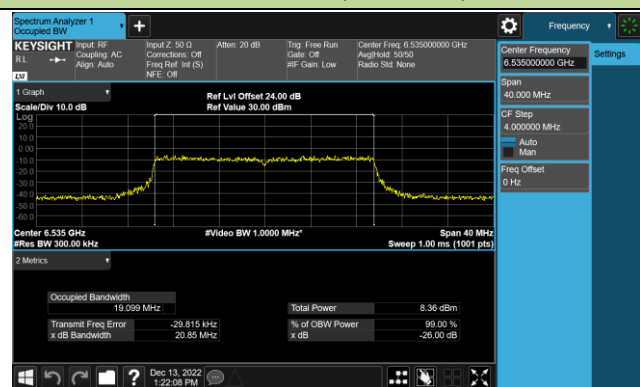 Spectrum Analyzer 1
Occupied BW
Frequency
KEYSIGHT
Input: RF
Coupling: AC
Align: Auto
Input Z: 50 Ω
Corrections: Off
Freq Ref: Int (S)
NFE: Off
Atten: 20 dB
Trig: Free Run
Gate: Off
#IF Gain: Low
Center Freq: 6.535000000 GHz
Avg|Hold: 50/50
Radio Std: None
RL
LXI
Center Frequency
6.535000000 GHz
Settings
Span
40.000 MHz
CF Step
4.000000 MHz
Auto
Man
Freq Offset
0 Hz
1 Graph
Scale/Div 10.0 dB
Ref Lvl Offset 24.00 dB
Ref Value 30.00 dBm
Log
20.0
10.0
0.00
-10.0
-20.0
-30.0
-40.0
-50.0
-60.0
Center 6.535 GHz
#Res BW 300.00 kHz
#Video BW 1.0000 MHz*
Span 40 MHz
Sweep 1.00 ms (1001 pts)
2 Metrics
Occupied Bandwidth
19.099 MHz
Total Power 8.36 dBm
Transmit Freq Error -29.815 kHz
% of OBW Power 99.00 %
x dB Bandwidth 20.85 MHz
x dB -26.00 dB
?
Dec 13, 2022
1:22:08 PM